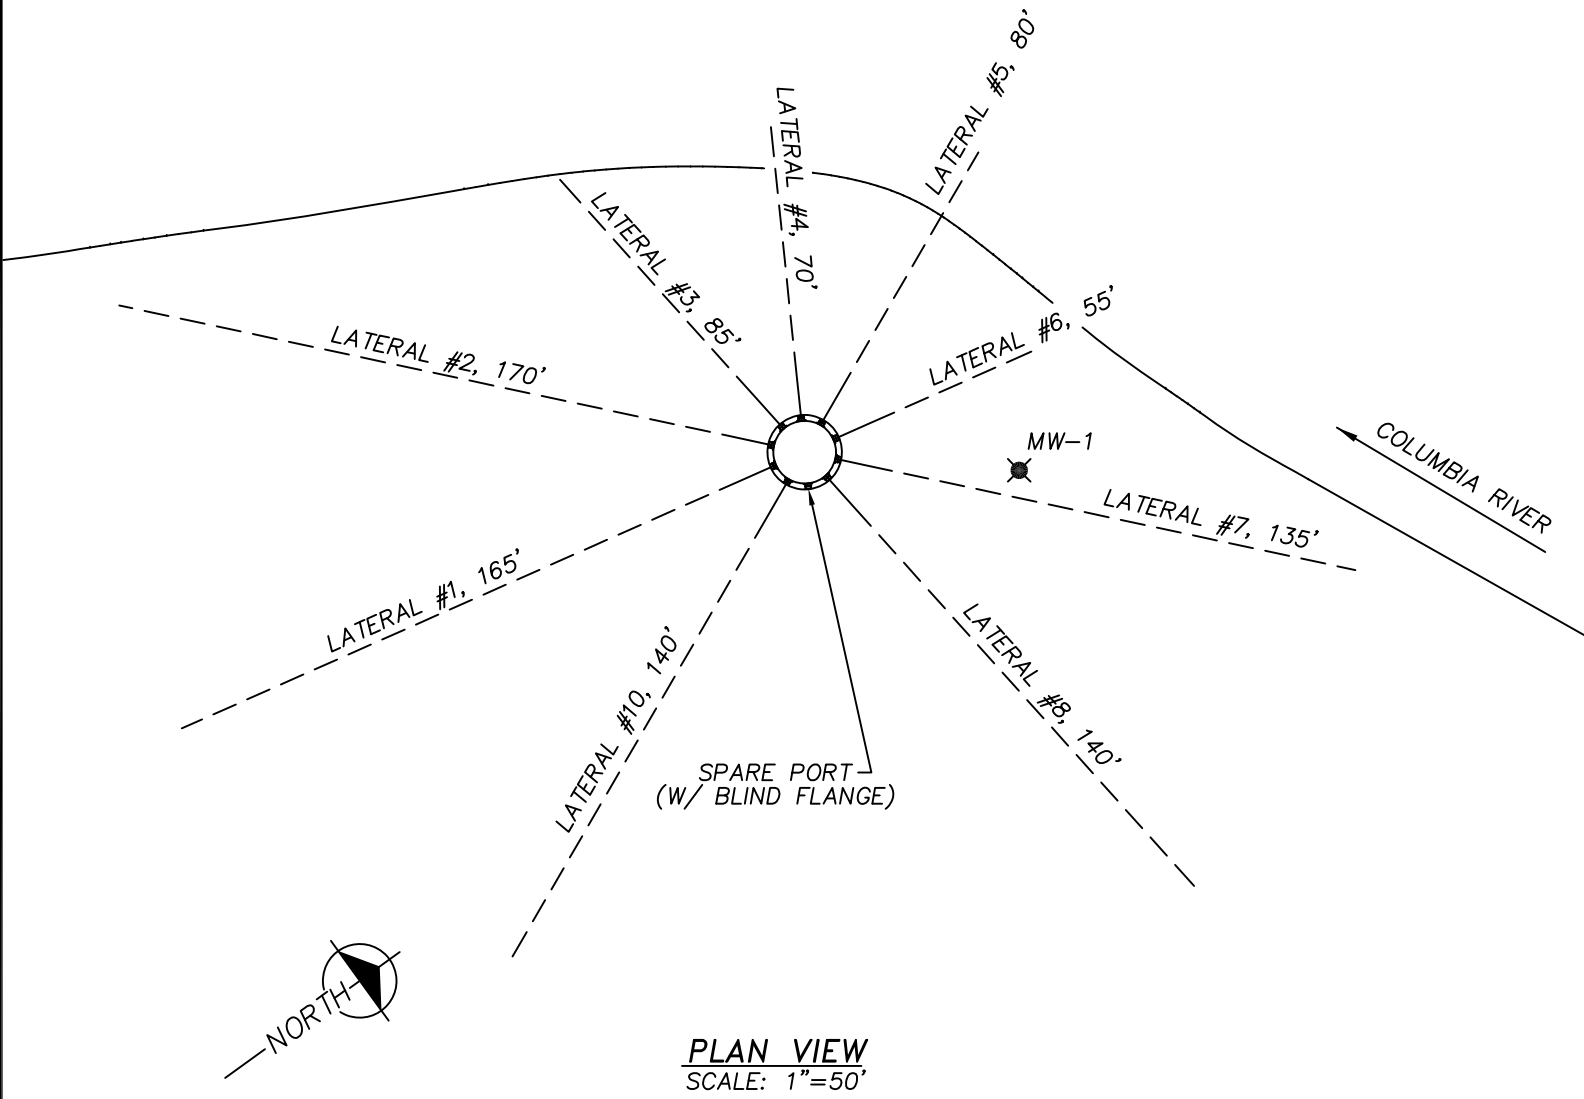 LATERAL #5, 80'
LATERAL #4, 70'
LATERAL #3, 85'
LATERAL #6, 55'
LATERAL #2, 170'
MW-1
COLUMBIA RIVER
LATERAL #7, 135'
LATERAL #1, 165'
LATERAL #10, 140'
LATERAL #8, 140'
SPARE PORT
(W/ BLIND FLANGE)
NORTH
PLAN VIEW
SCALE: 1"=50'